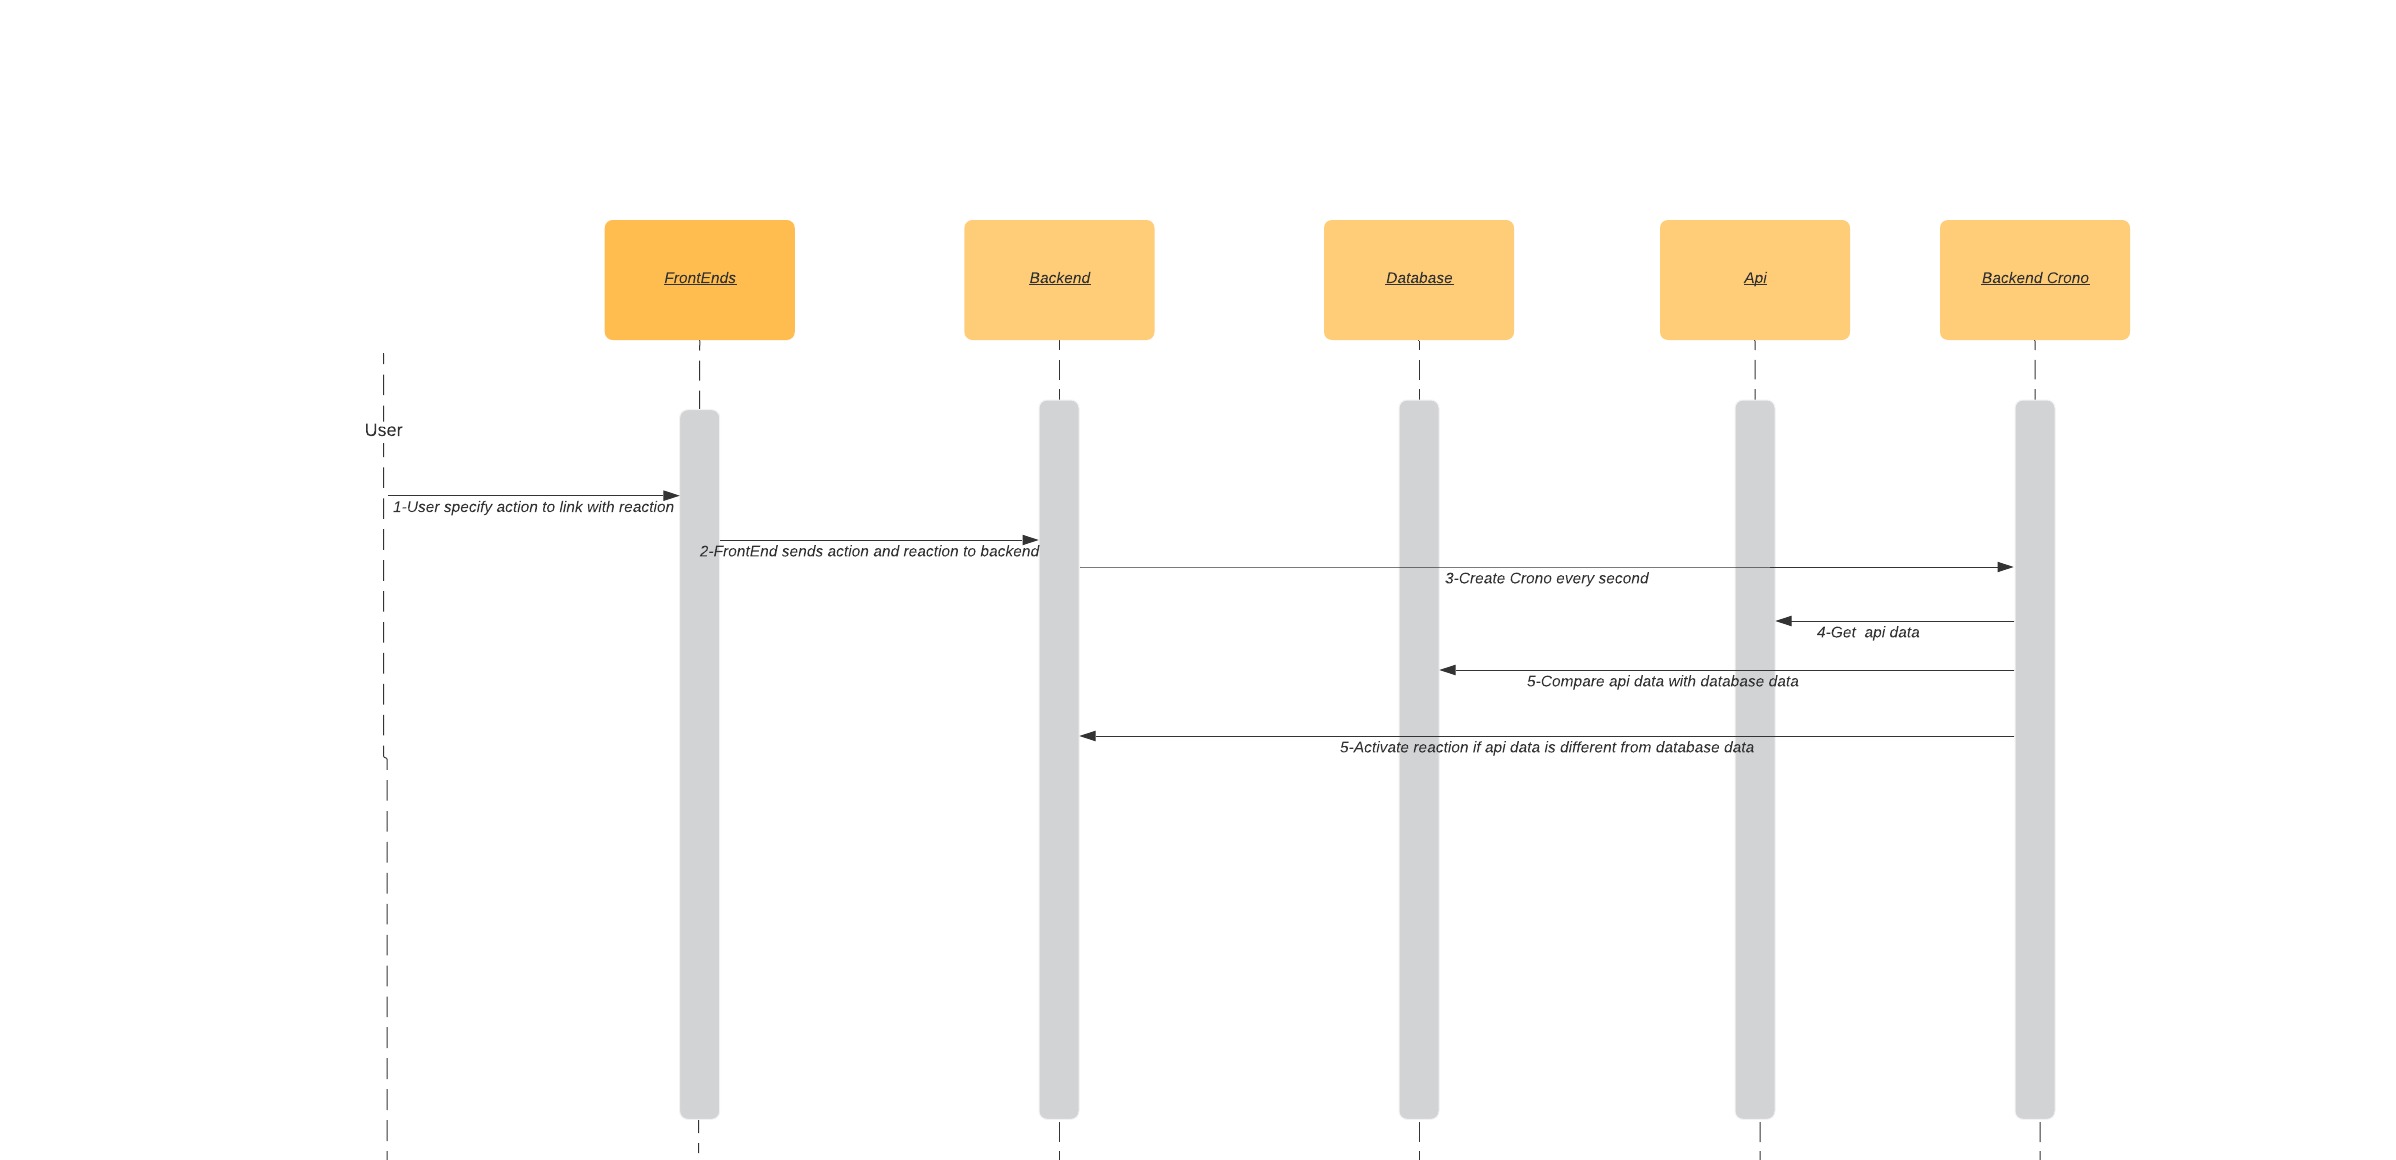 FrontEnds
Backend
Database
Api
Backend Crono
User
1-User specify action to link with reaction
2-FrontEnd sends action and reaction to backend
3-Create Crono every second
4-Get  api data
5-Compare api data with database data
5-Activate reaction if api data is different from database data